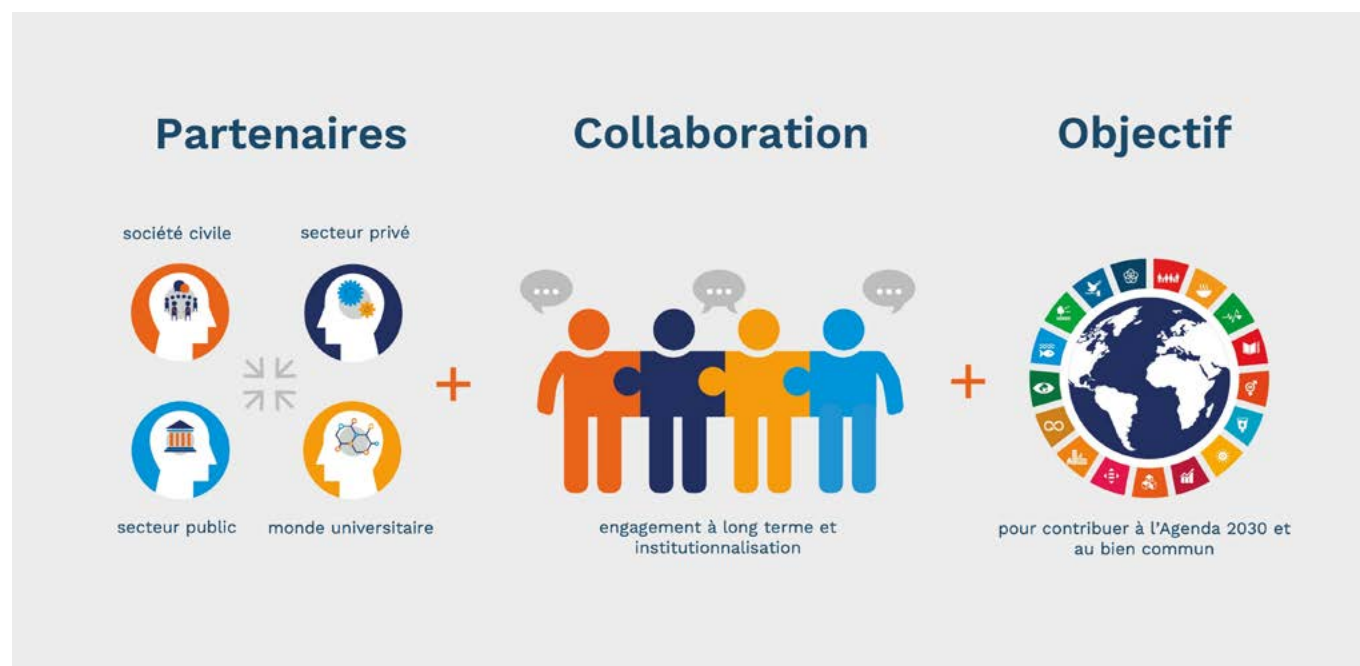 Partenaires
Collaboration
Objectif
société civile
secteur privé
secteur public
monde universitaire
engagement à long terme et
institutionnalisation
pour contribuer à l'Agenda 2030 et
au bien commun